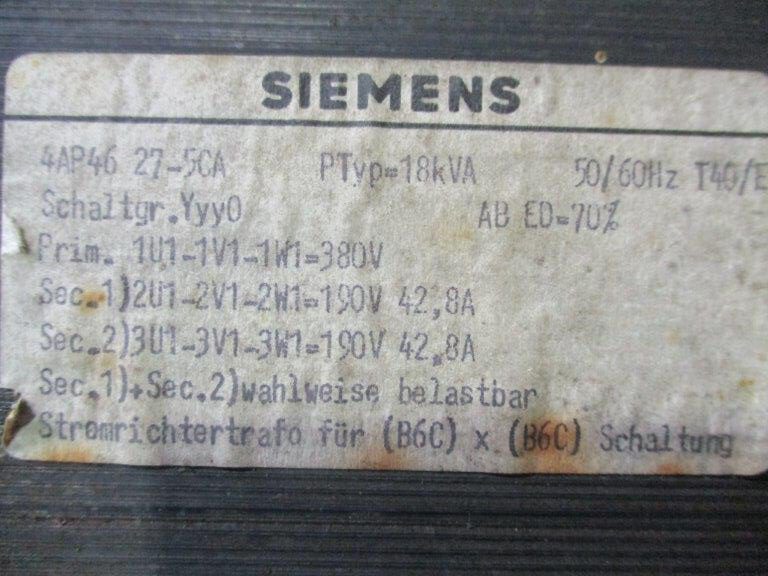 SIEMENS
4AP46 27-5CA PTyp=18kVA 50/60Hz T40/E
Schaltgr.Yyy0 AB ED=70%
Prim. 1U1-1V1-1W1=380V
Sec.1)2U1-2V1-2W1=190V 42,8A
Sec.2)3U1-3V1-3W1=190V 42,8A
Sec.1)+Sec.2)wahlweise belastbar
Stromrichtertrafo für (B6C) x (B6C) Schaltung